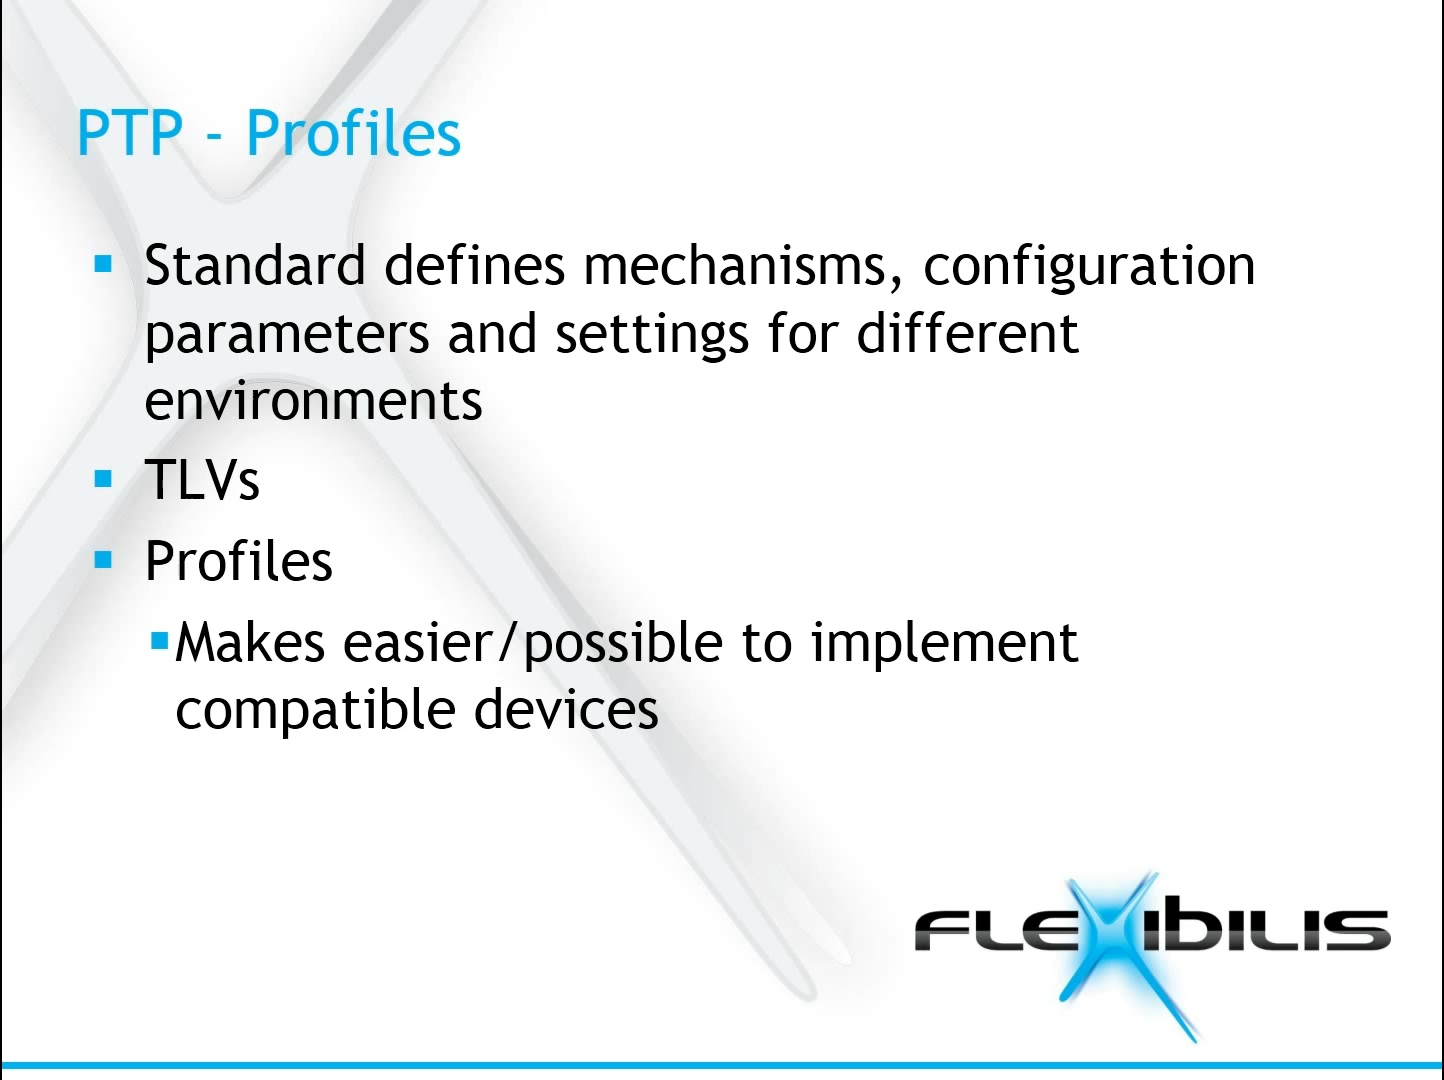 PTP - Profiles
Standard defines mechanisms, configuration
parameters and settings for different
environments
TLVs
Profiles
Makes easier/possible to implement
compatible devices
FLEXIBILIS